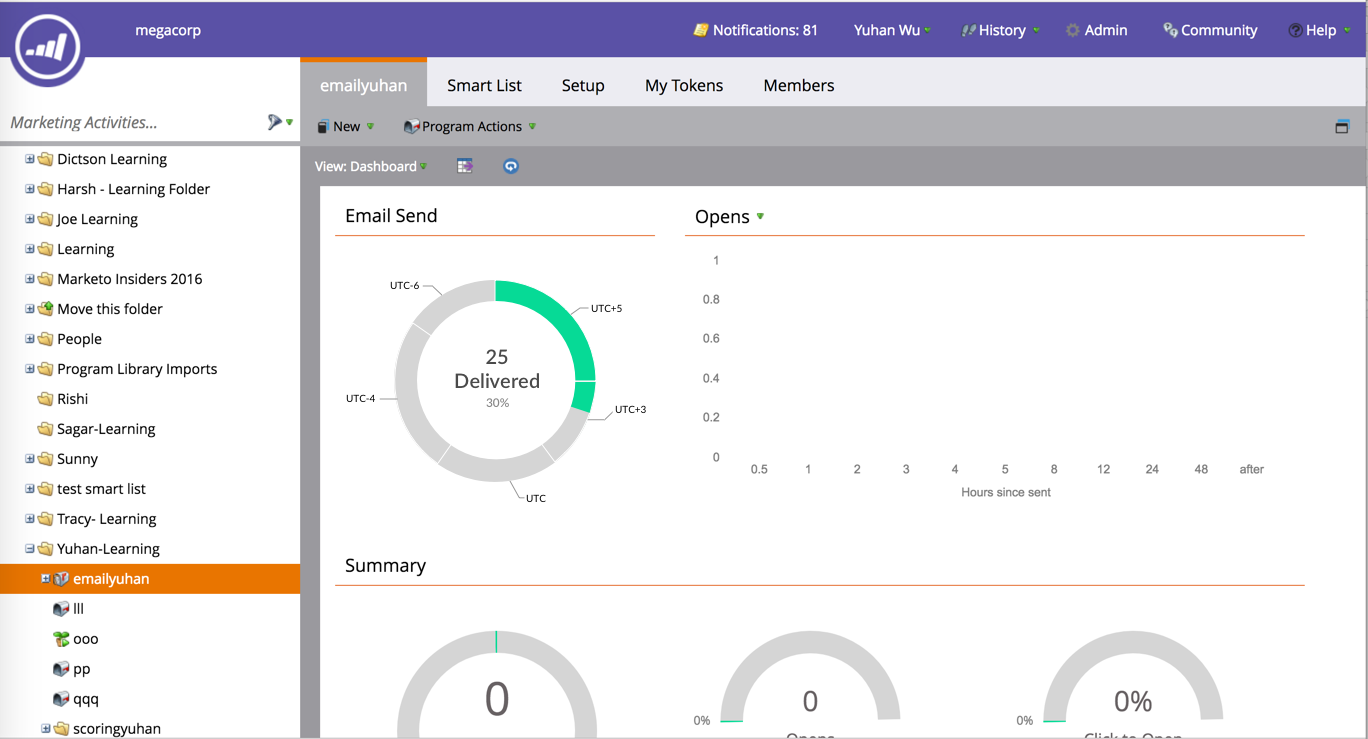 megacorp
Notifications: 81
Yuhan Wu
History
Admin
Community
Help
Marketing Activities...
Dictson Learning
Harsh - Learning Folder
Joe Learning
Learning
Marketo Insiders 2016
Move this folder
People
Program Library Imports
Rishi
Sagar-Learning
Sunny
test smart list
Tracy- Learning
Yuhan-Learning
emailyuhan
lll
ooo
pp
qqq
scoringyuhan
emailyuhan
Smart List
Setup
My Tokens
Members
New
Program Actions
View: Dashboard
Email Send
UTC-6
UTC+5
25
Delivered
30%
UTC-4
UTC+3
UTC
Opens
1
0.8
0.6
0.4
0.2
0
0.5 1 2 3 4 5 8 12 24 48 after
Hours since sent
Summary
0
0
0%
Opens
0%
0%
Click to Open